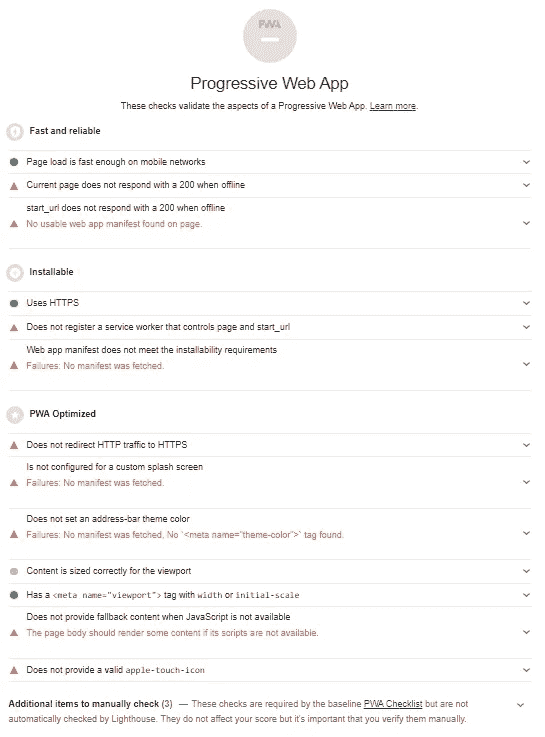 PWA
Progressive Web App
These checks validate the aspects of a Progressive Web App. Learn more.
Fast and reliable
Page load is fast enough on mobile networks
Current page does not respond with a 200 when offline
start_url does not respond with a 200 when offline
No usable web app manifest found on page.
Installable
Uses HTTPS
Does not register a service worker that controls page and start_url
Web app manifest does not meet the installability requirements
Failures: No manifest was fetched.
PWA Optimized
Does not redirect HTTP traffic to HTTPS
Is not configured for a custom splash screen
Failures: No manifest was fetched.
Does not set an address-bar theme color
Failures: No manifest was fetched, No `<meta name="theme-color">` tag found.
Content is sized correctly for the viewport
Has a <meta name="viewport"> tag with width or initial-scale
Does not provide fallback content when JavaScript is not available
The page body should render some content if its scripts are not available.
Does not provide a valid apple-touch-icon
Additional items to manually check (3) — These checks are required by the baseline PWA Checklist but are not
automatically checked by Lighthouse. They do not affect your score but it's important that you verify them manually.